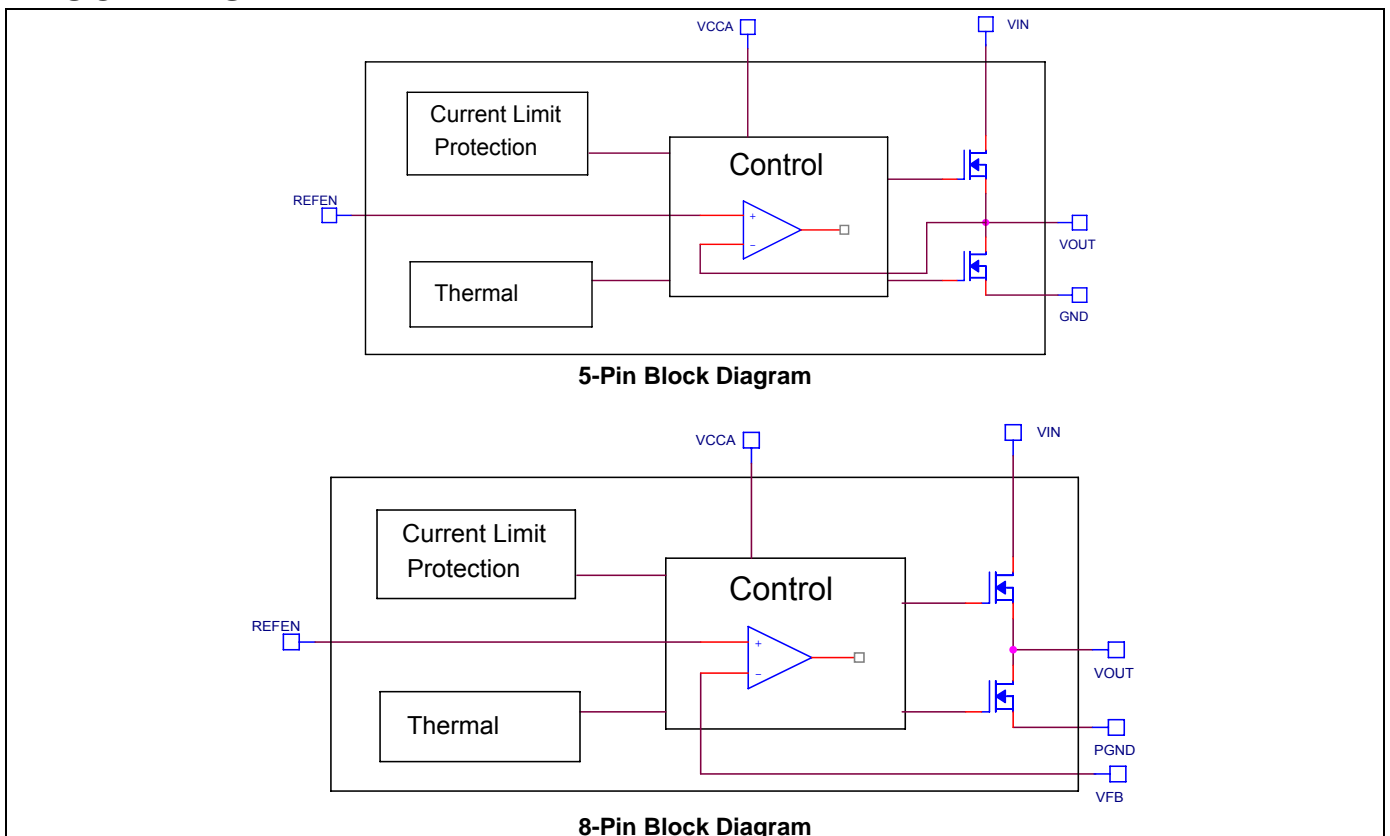 VCCA
VIN
Current Limit
Protection
Control
REFEN
+
−
VOUT
Thermal
GND
5-Pin Block Diagram
VCCA
VIN
Current Limit
Protection
Control
REFEN
+
−
VOUT
Thermal
PGND
VFB
8-Pin Block Diagram